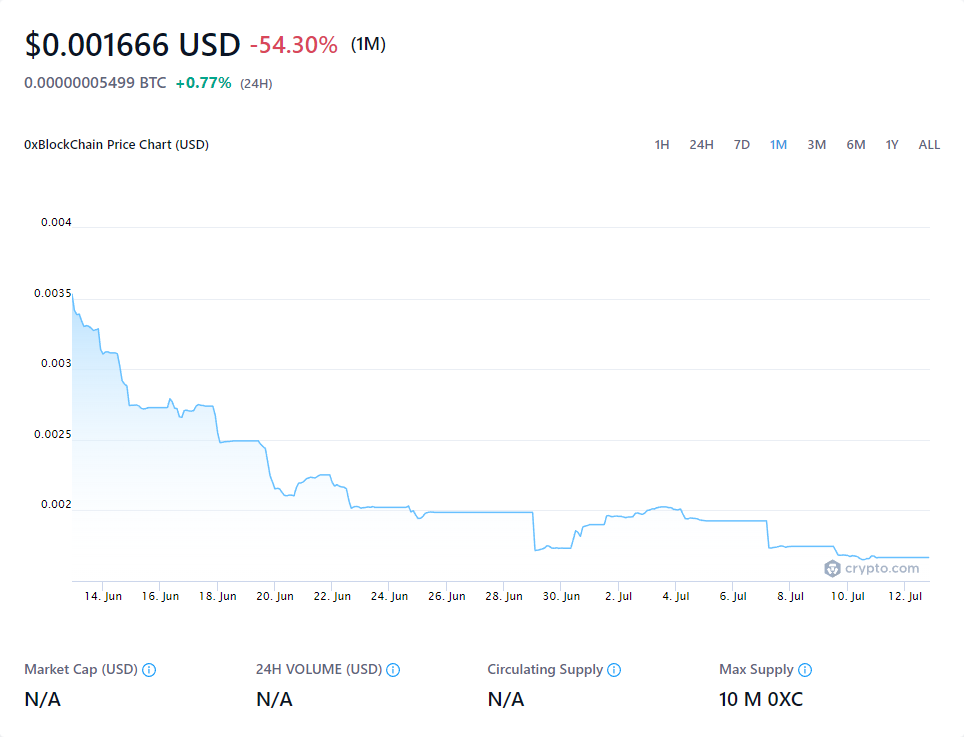 $0.001666 USD -54.30% (1M)
0.00000005499 BTC +0.77% (24H)
0xBlockChain Price Chart (USD) 1H 24H 7D 1M 3M 6M 1Y ALL
0.004
0.0035
0.003
0.0025
0.002
crypto.com
14. Jun 16. Jun 18. Jun 20. Jun 22. Jun 24. Jun 26. Jun 28. Jun 30. Jun 2. Jul 4. Jul 6. Jul 8. Jul 10. Jul 12. Jul
Market Cap (USD) 24H VOLUME (USD) Circulating Supply Max Supply
N/A N/A N/A 10 M 0XC